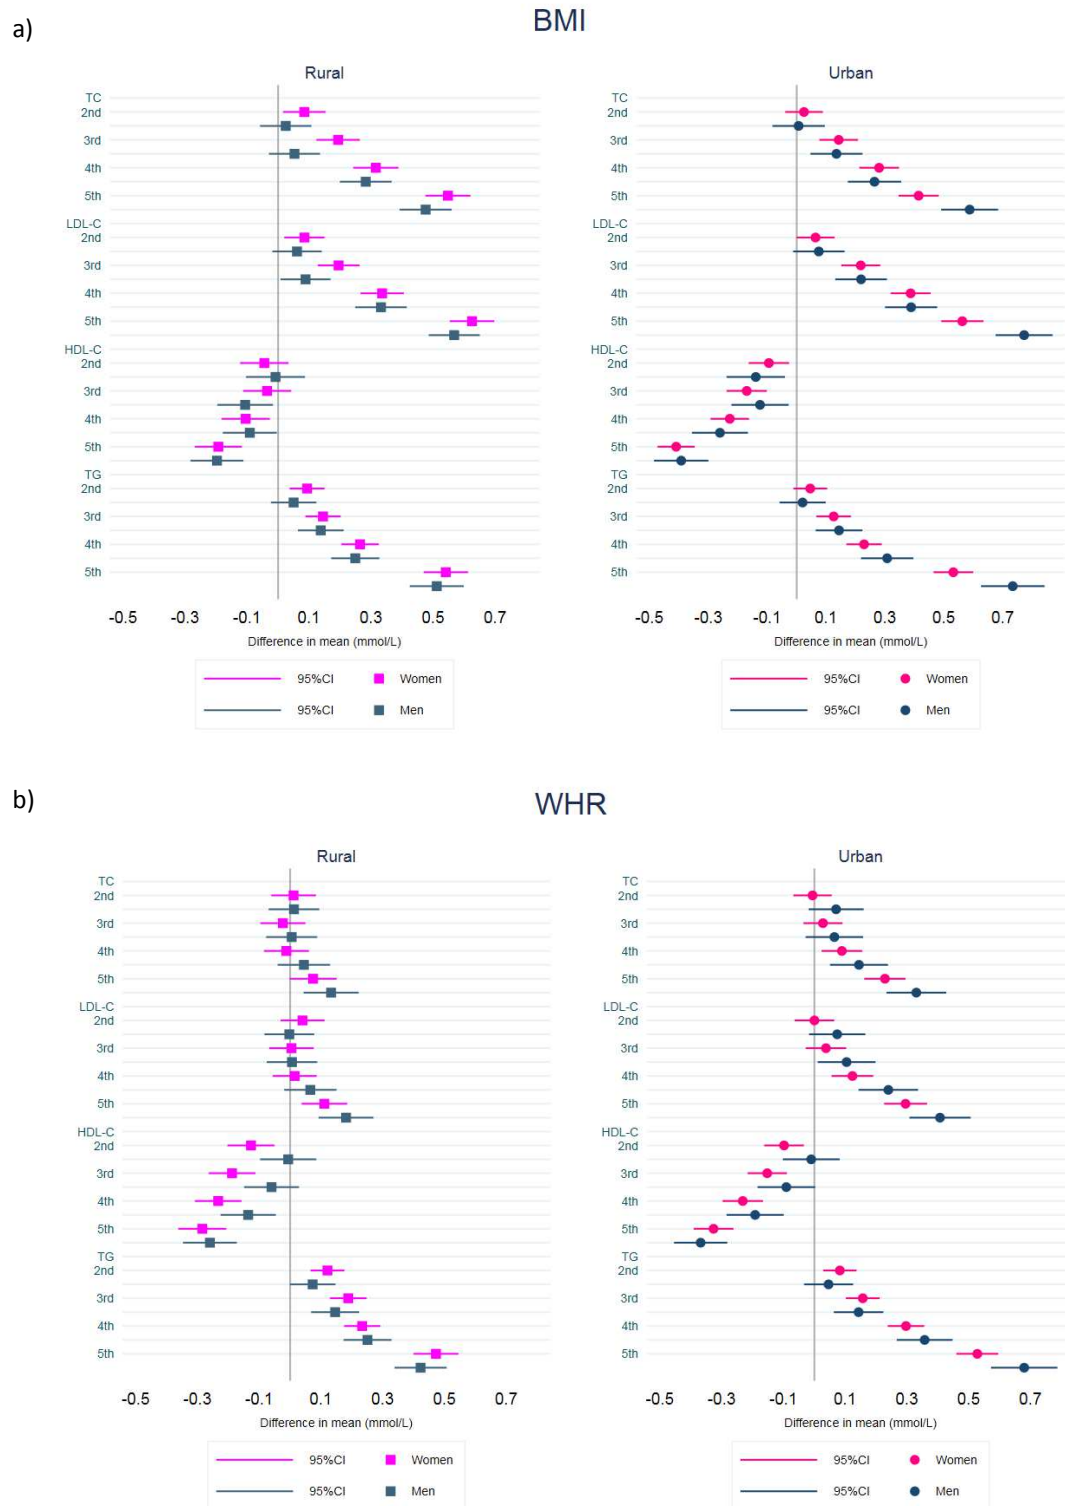 a)
BMI
Rural
TC
2nd
3rd
4th
5th
LDL-C
2nd
3rd
4th
5th
HDL-C
2nd
3rd
4th
5th
TG
2nd
3rd
4th
5th
-0.5 -0.3 -0.1 0.1 0.3 0.5 0.7
Difference in mean (mmol/L)
95%CI Women
95%CI Men
Urban
TC
2nd
3rd
4th
5th
LDL-C
2nd
3rd
4th
5th
HDL-C
2nd
3rd
4th
5th
TG
2nd
3rd
4th
5th
-0.5 -0.3 -0.1 0.1 0.3 0.5 0.7
Difference in mean (mmol/L)
95%CI Women
95%CI Men
b)
WHR
Rural
TC
2nd
3rd
4th
5th
LDL-C
2nd
3rd
4th
5th
HDL-C
2nd
3rd
4th
5th
TG
2nd
3rd
4th
5th
-0.5 -0.3 -0.1 0.1 0.3 0.5 0.7
Difference in mean (mmol/L)
95%CI Women
95%CI Men
Urban
TC
2nd
3rd
4th
5th
LDL-C
2nd
3rd
4th
5th
HDL-C
2nd
3rd
4th
5th
TG
2nd
3rd
4th
5th
-0.5 -0.3 -0.1 0.1 0.3 0.5 0.7
Difference in mean (mmol/L)
95%CI Women
95%CI Men